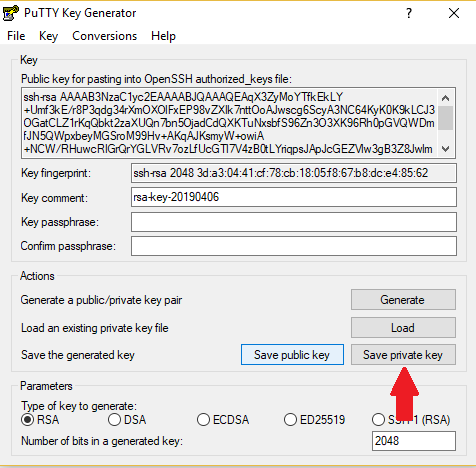 PuTTY Key Generator
File Key Conversions Help
Key
Public key for pasting into OpenSSH authorized_keys file:
ssh-rsa AAAAB3NzaC1yc2EAAAABJQAAAQEAqX3ZyMoYTfkEkLY
+Umf3kE/r8P3qdg34rXmOXOlFxEP98vZXlk7nttOoAJwscg6ScyA3NC64KyK0K9kLCJ3
OGatCLZ1rKqQbkt2zaXUQn7bn5OjadCdQXKTuNxsbfS96Zn3O3XK96Rh0pGVQWDm
fJN5QWpxbeyMGSroM99Hv+AKqAJKsmyW+owiA
+NCW/RHuwcRlGrQrYGLVRv7ozLfUcGTl7V4zB0tLYriqpsJApJcGEZVlw3gB3Z8Jwlm
Key fingerprint:
ssh-rsa 2048 3d:a3:04:41:cf:78:cb:18:05:f8:67:b8:dc:e4:85:62
Key comment:
rsa-key-20190406
Key passphrase:
Confirm passphrase:
Actions
Generate a public/private key pair
Generate
Load an existing private key file
Load
Save the generated key
Save public key
Save private key
Parameters
Type of key to generate:
RSA DSA ECDSA ED25519 (RSA)
Number of bits in a generated key:
2048